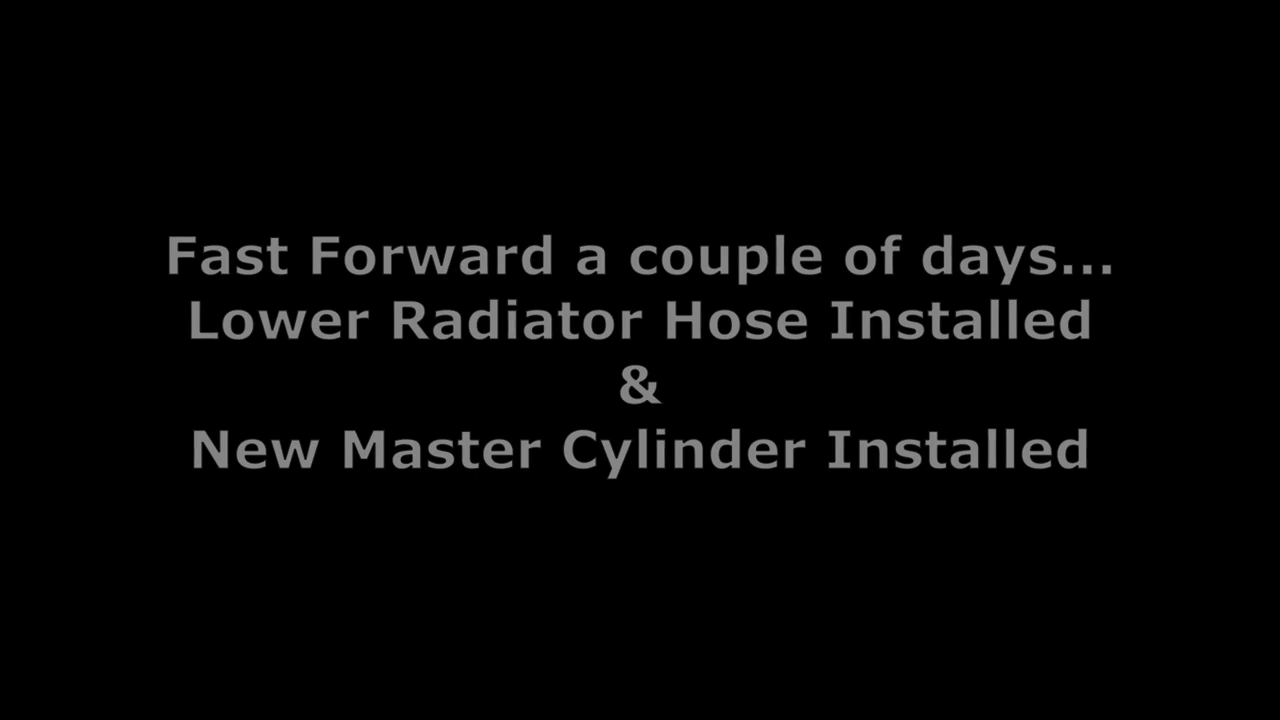 Fast Forward a couple of days...
Lower Radiator Hose Installed
&
New Master Cylinder Installed